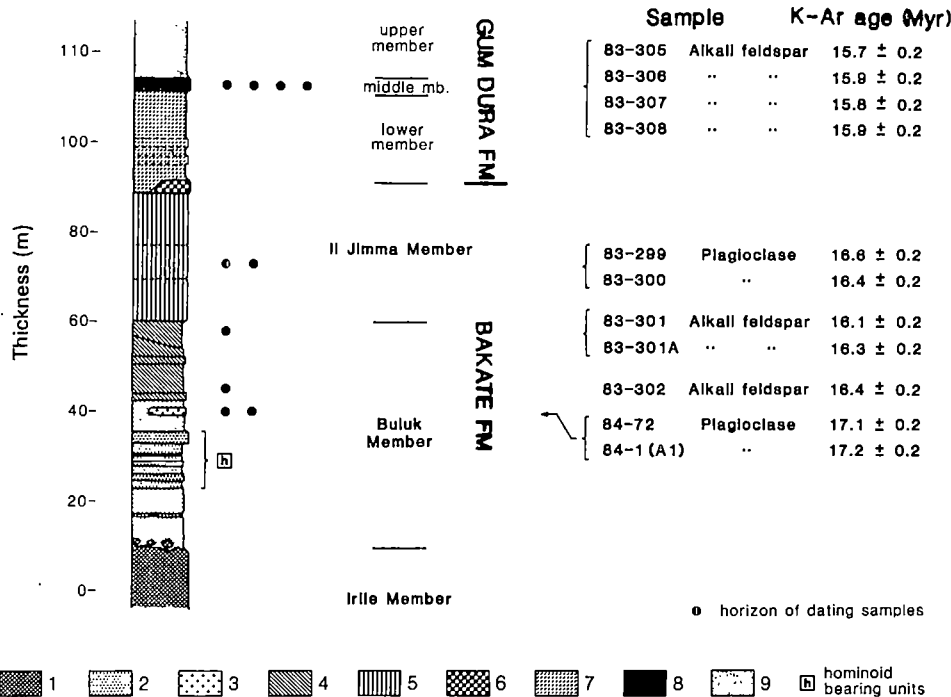 Sample K-Ar age (Myr)
110-
100-
80-
60-
40-
20-
0-
Thickness (m)
upper
member
middle mb.
lower
member
Il Jimma Member
Buluk
Member
Irile Member
GUM DURA FM
BAKATE FM
83-305 Alkali feldspar 15.7 ± 0.2
83-306 " " 15.9 ± 0.2
83-307 " " 15.8 ± 0.2
83-308 " " 15.9 ± 0.2
83-299 Plagioclase 16.6 ± 0.2
83-300 " 16.4 ± 0.2
83-301 Alkali feldspar 16.1 ± 0.2
83-301A " " 16.3 ± 0.2
83-302 Alkali feldspar 16.4 ± 0.2
84-72 Plagioclase 17.1 ± 0.2
84-1(A1) " 17.2 ± 0.2
h
horizon of dating samples
1 2 3 4 5 6 7 8 9 h hominoid
bearing units